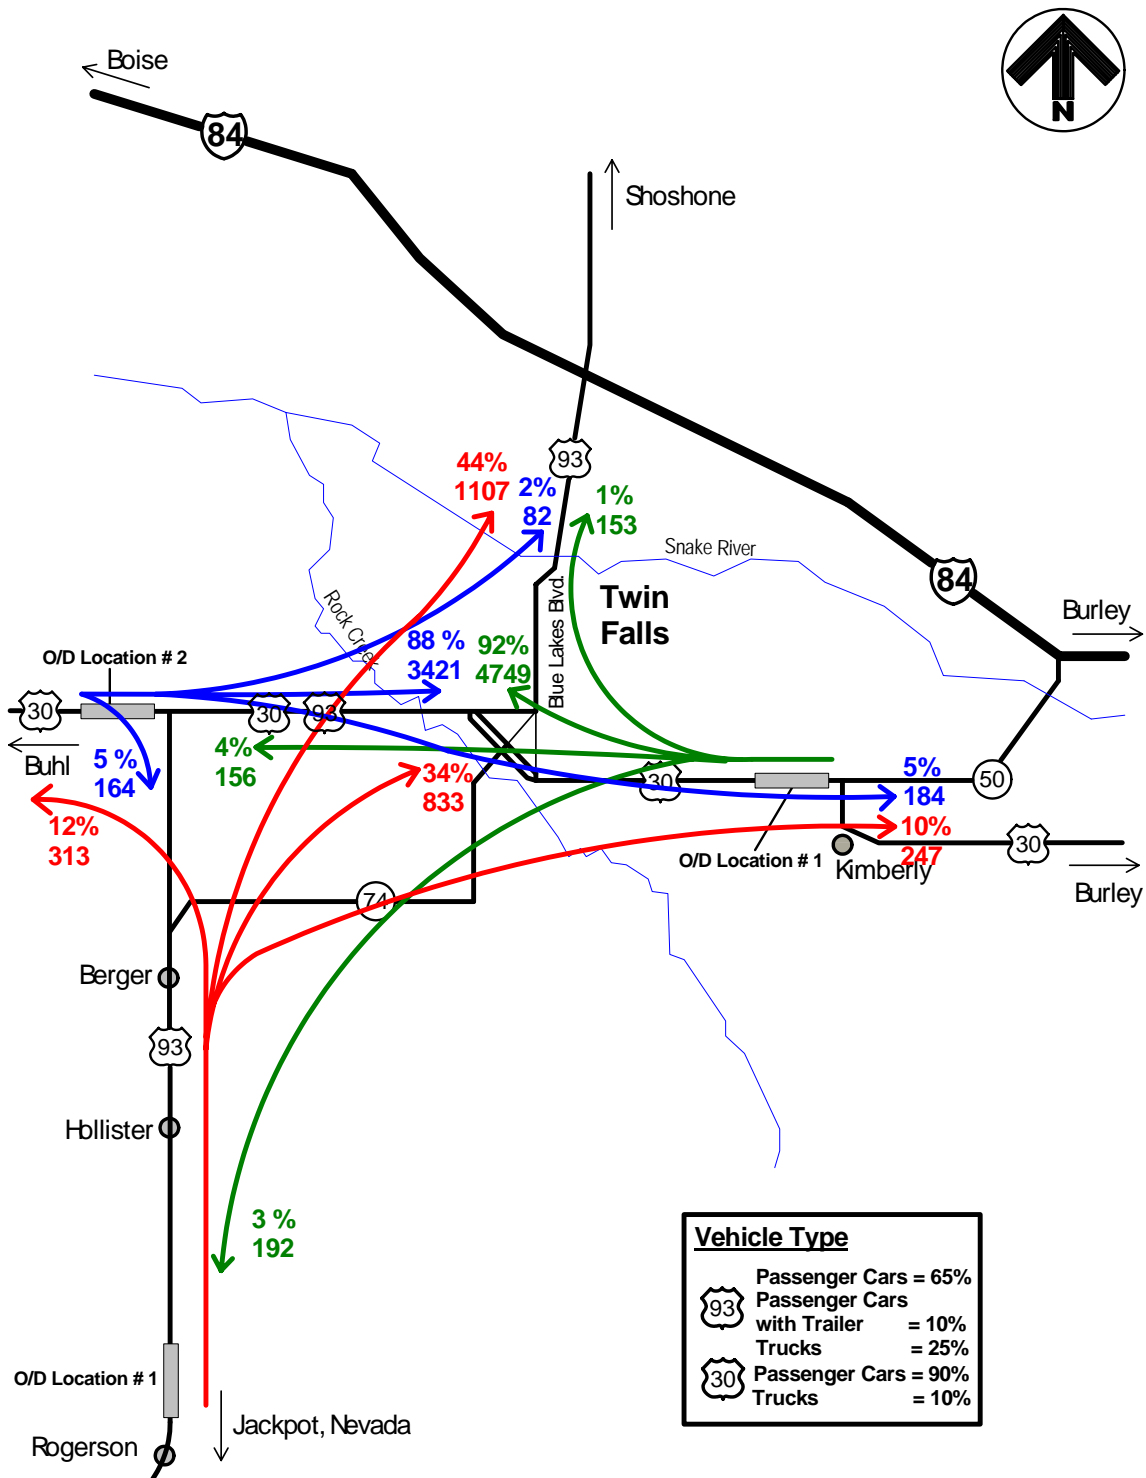 Boise
84
N
Shoshone
93
44%
1107
2%
82
1%
153
Snake River
84
Twin
Falls
Burley
Rock Creek
Blue Lakes Blvd.
88 %
3421
92%
4749
O/D Location # 2
30
30
93
Buhl
5 %
164
4%
156
34%
833
30
5%
184
50
12%
313
10%
247
30
O/D Location # 1
Kimberly
Burley
74
Berger
93
Hollister
3 %
192
Vehicle Type
93
Passenger Cars = 65%
Passenger Cars
with Trailer = 10%
Trucks = 25%
30
Passenger Cars = 90%
Trucks = 10%
O/D Location # 1
Jackpot, Nevada
Rogerson